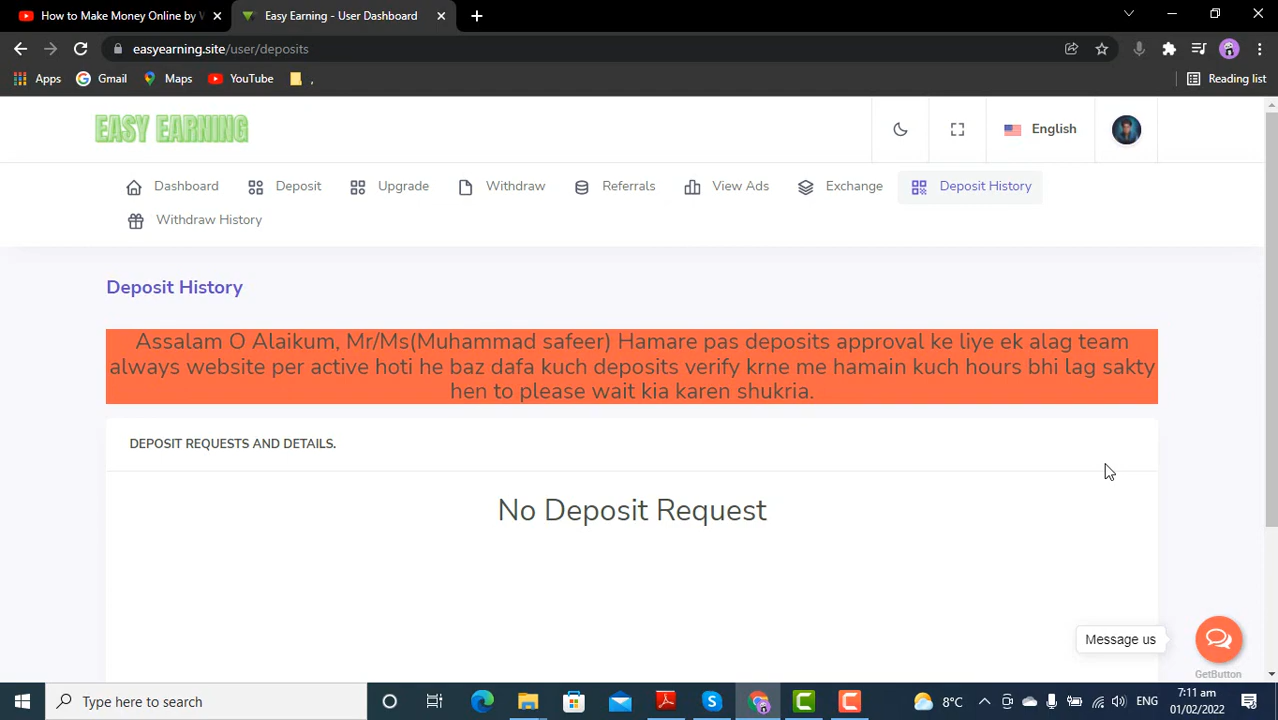 How to Make Money Online by
Easy Earning - User Dashboard
easyearning.site/user/deposits
Apps Gmail Maps YouTube , Reading list
EASY EARNING
English
Dashboard Deposit Upgrade Withdraw Referrals View Ads Exchange Deposit History
Withdraw History
Deposit History
Assalam O Alaikum, Mr/Ms(Muhammad safeer) Hamare pas deposits approval ke liye ek alag team
always website per active hoti he baz dafa kuch deposits verify krne me hamain kuch hours bhi lag sakty
hen to please wait kia karen shukria.
DEPOSIT REQUESTS AND DETAILS.
No Deposit Request
Message us
GetButton
Type here to search
8°C
ENG
7:11 am
01/02/2022